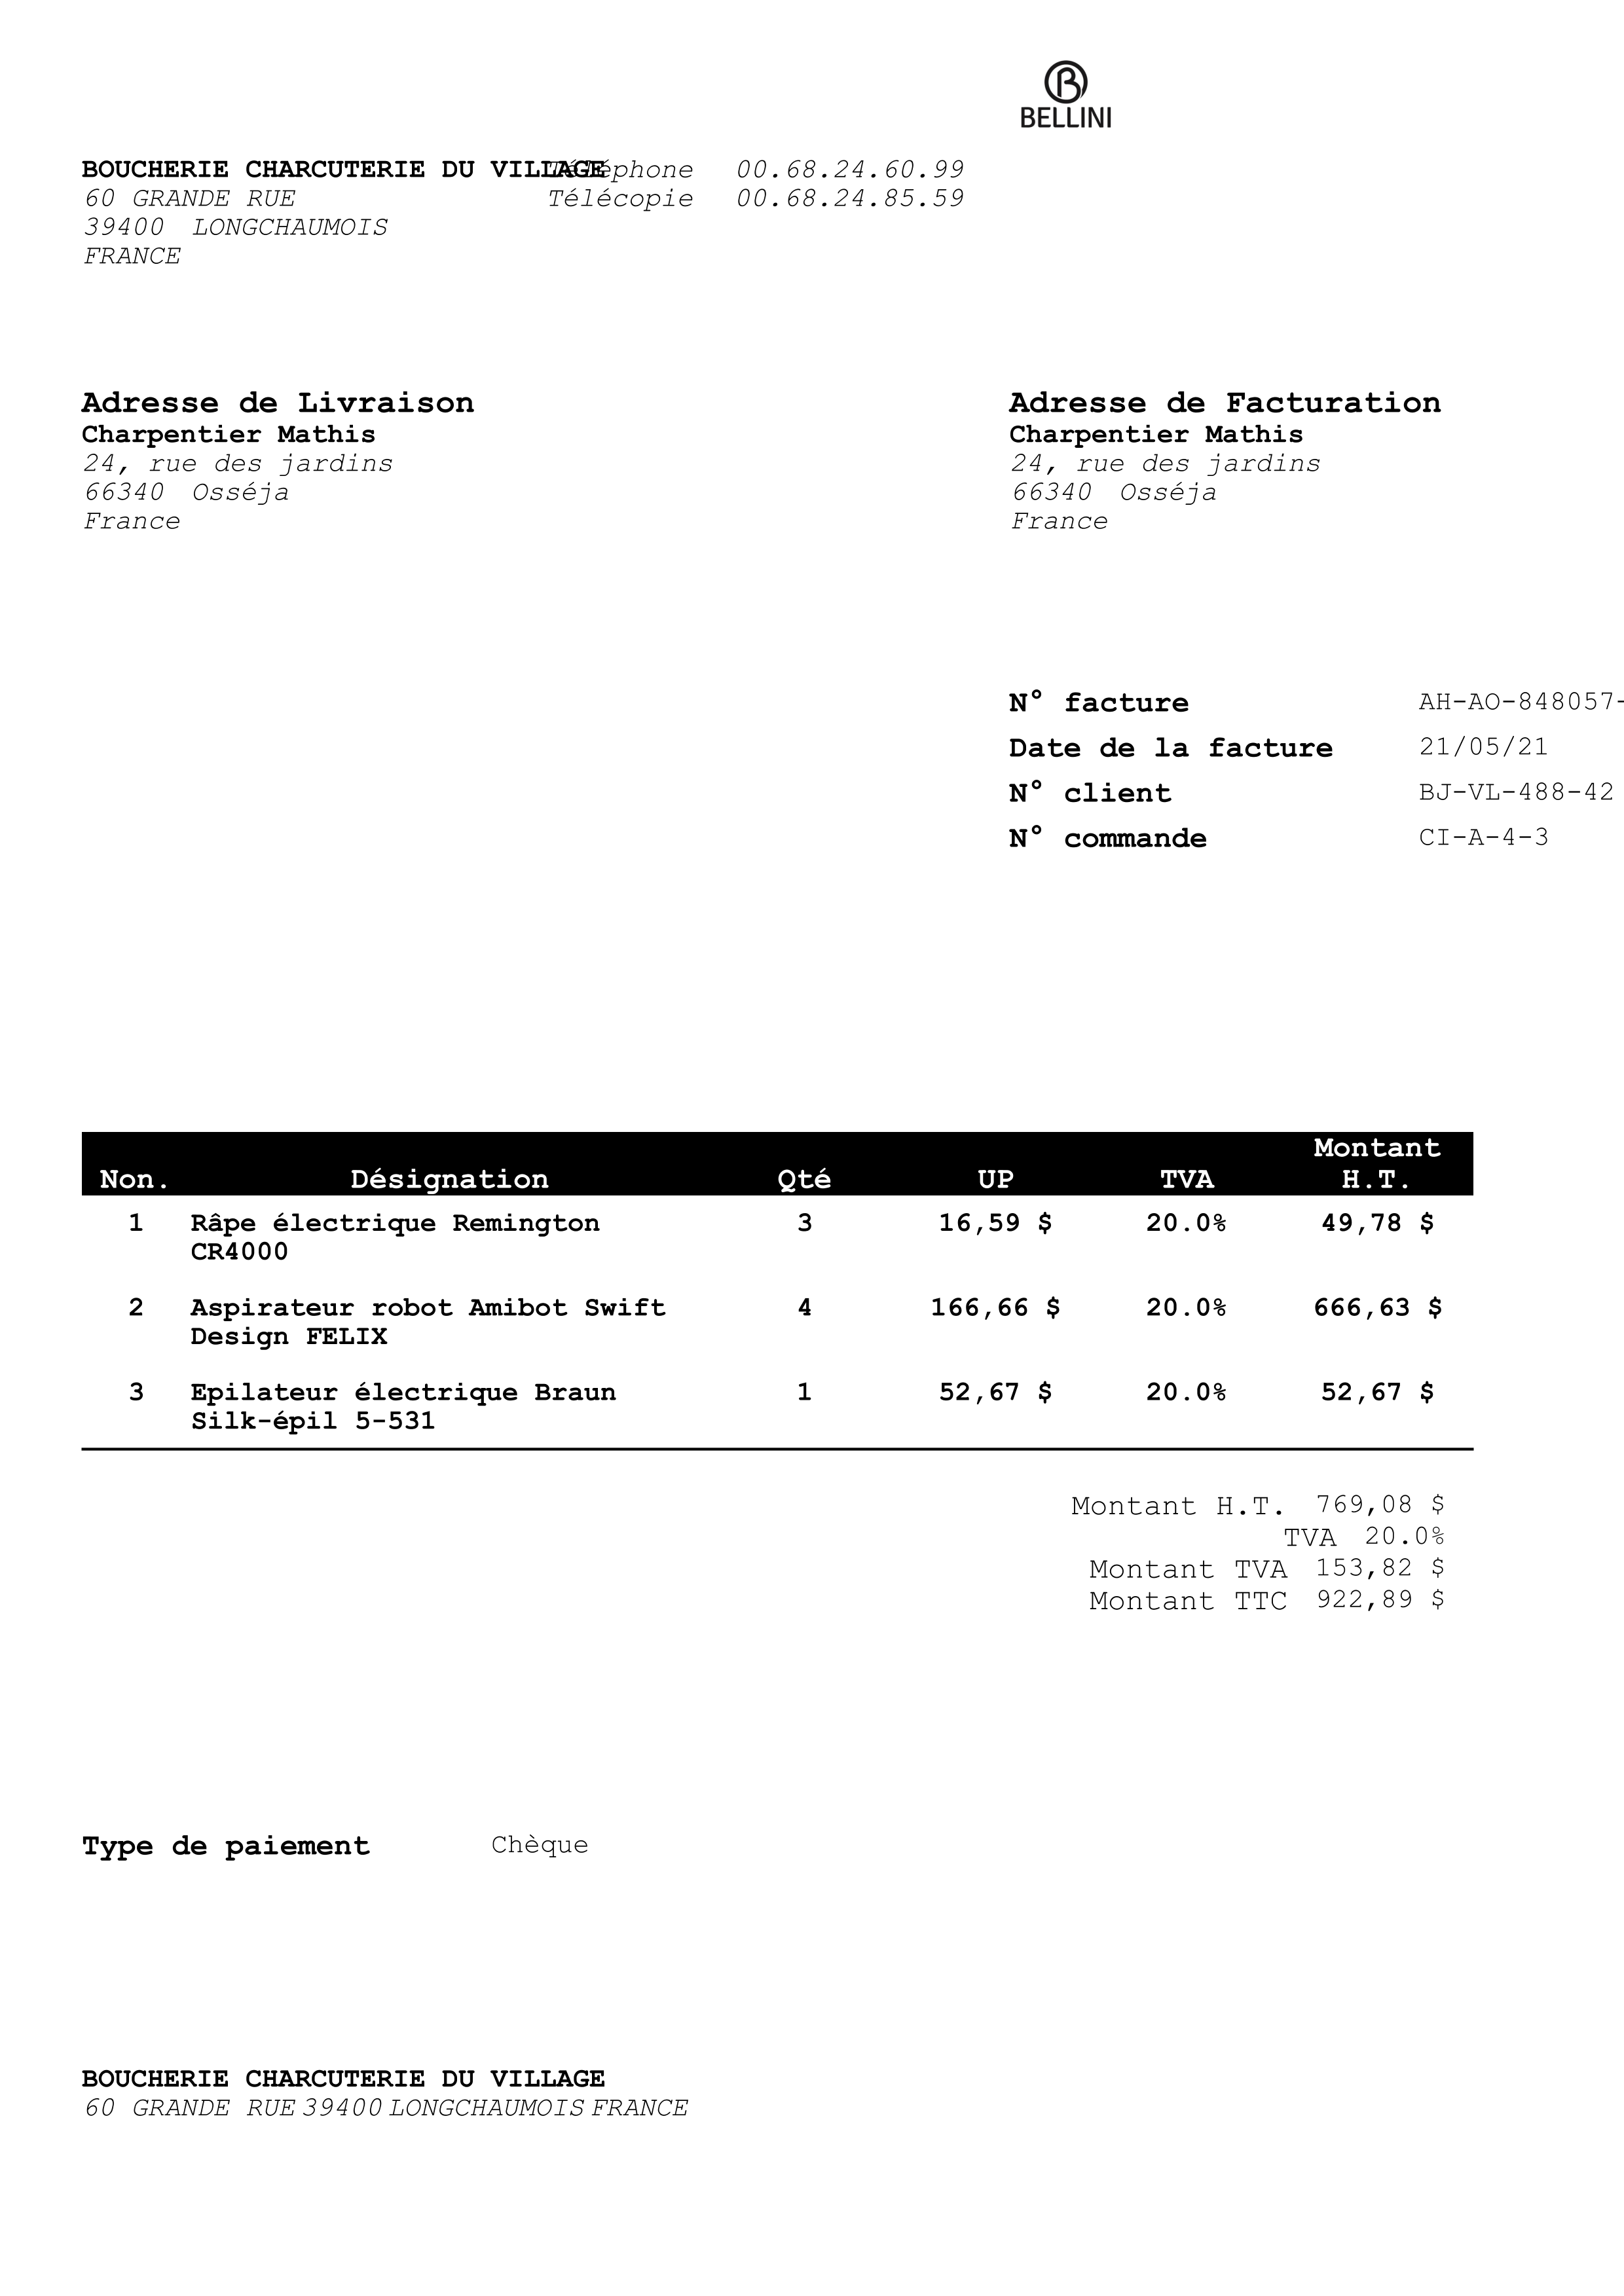 BELLINI
BOUCHERIE CHARCUTERIE DU VILLAGE Téléphone 00.68.24.60.99
60 GRANDE RUE Télécopie 00.68.24.85.59
39400 LONGCHAUMOIS
FRANCE
Adresse de Livraison
Charpentier Mathis
24, rue des jardins
66340 Osséja
France
Adresse de Facturation
Charpentier Mathis
24, rue des jardins
66340 Osséja
France
N° facture AH-AO-848057-
Date de la facture 21/05/21
N° client BJ-VL-488-42
N° commande CI-A-4-3
Montant
Non. Désignation Qté UP TVA H.T.
1 Râpe électrique Remington 3 16,59 $ 20.0% 49,78 $
CR4000
2 Aspirateur robot Amibot Swift 4 166,66 $ 20.0% 666,63 $
Design FELIX
3 Epilateur électrique Braun 1 52,67 $ 20.0% 52,67 $
Silk-épil 5-531
Montant H.T. 769,08 $
TVA 20.0%
Montant TVA 153,82 $
Montant TTC 922,89 $
Type de paiement Chèque
BOUCHERIE CHARCUTERIE DU VILLAGE
60 GRANDE RUE 39400 LONGCHAUMOIS FRANCE